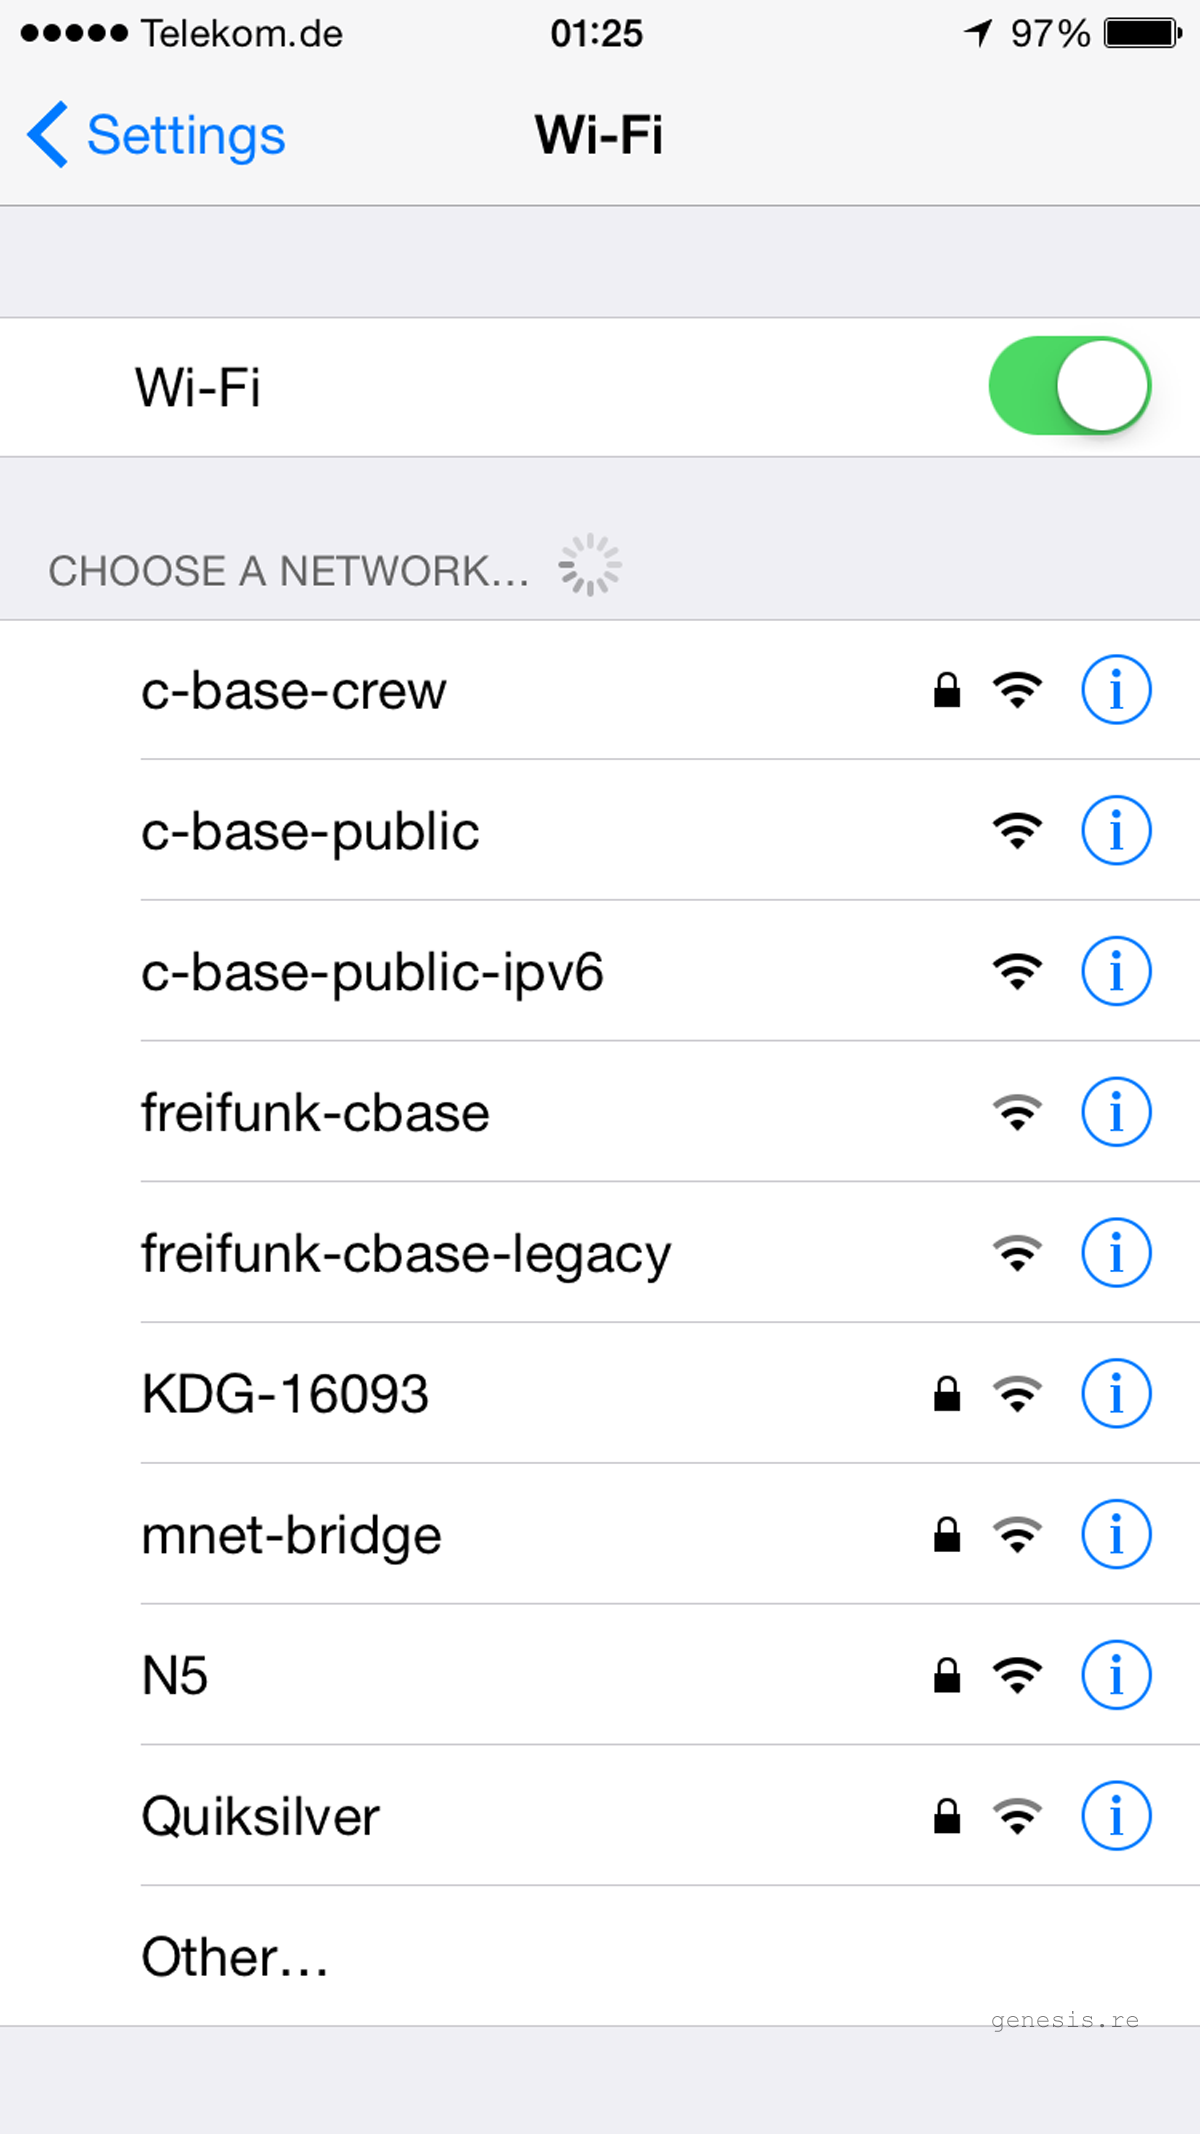 Telekom.de 01:25 97%
Settings Wi-Fi
Wi-Fi
CHOOSE A NETWORK...
c-base-crew
c-base-public
c-base-public-ipv6
freifunk-cbase
freifunk-cbase-legacy
KDG-16093
mnet-bridge
N5
Quiksilver
Other...
genesis.re